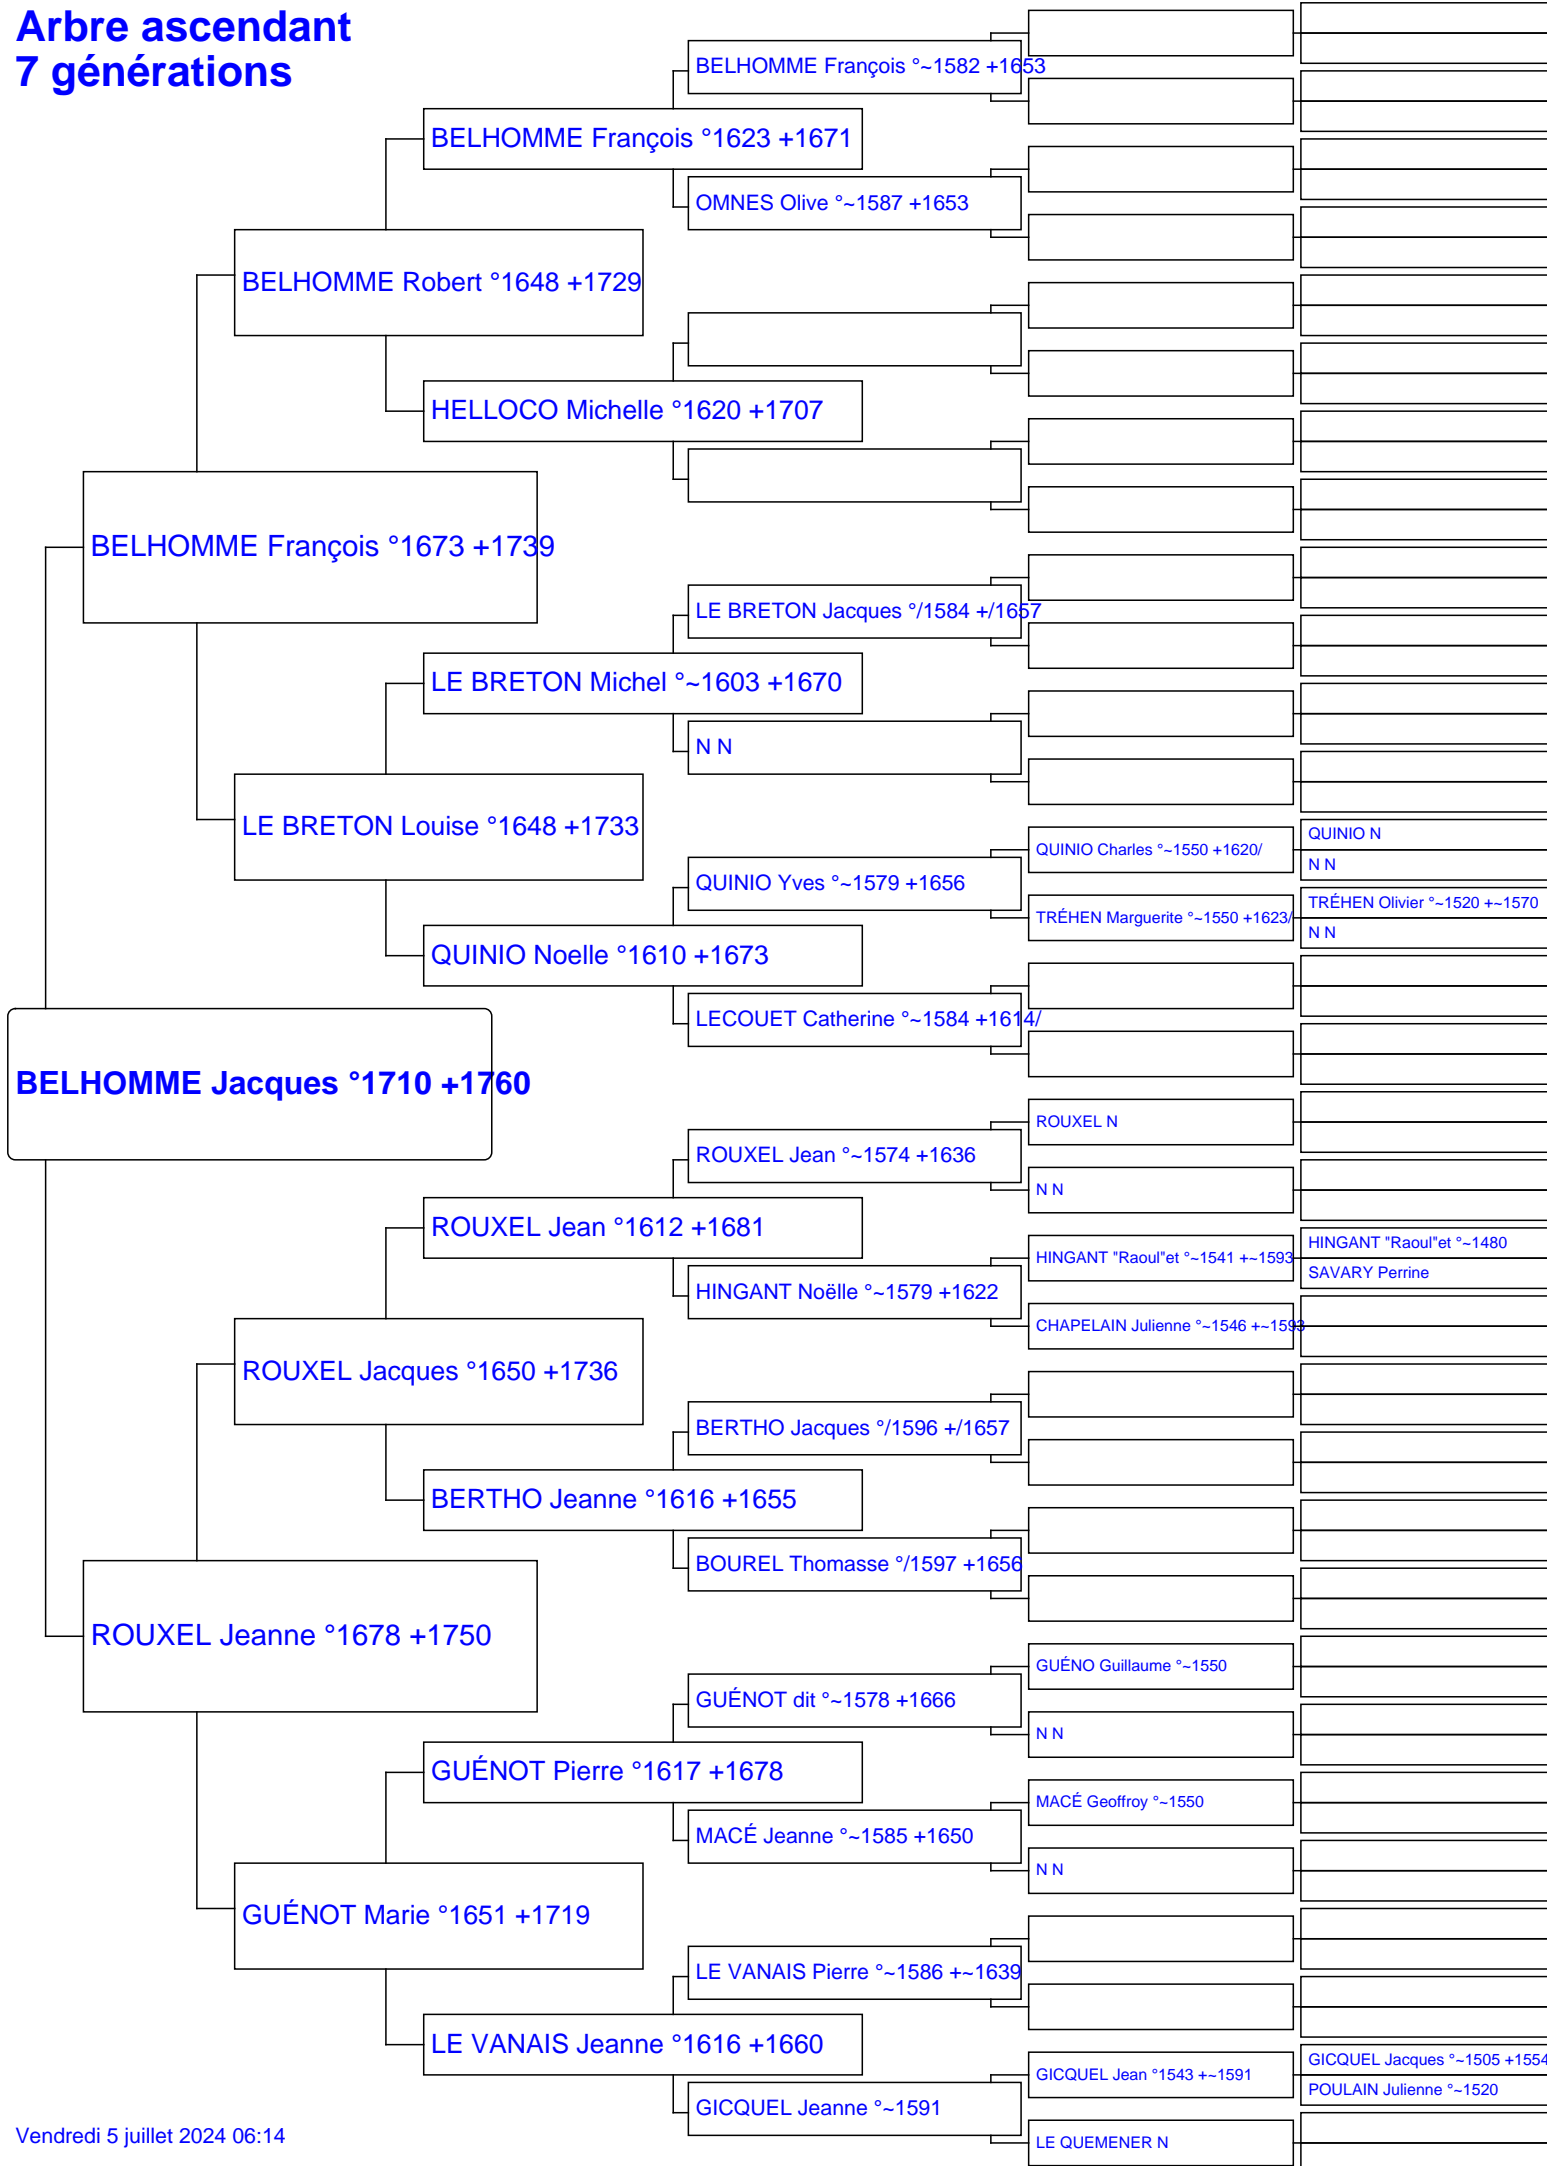 Arbre ascendant
7 générations
BELHOMME François °~1582 +1653
BELHOMME François °1623 +1671
OMNES Olive °~1587 +1653
BELHOMME Robert °1648 +1729
HELLOCO Michelle °1620 +1707
BELHOMME François °1673 +1739
LE BRETON Jacques °/1584 +/1657
LE BRETON Michel °~1603 +1670
N N
LE BRETON Louise °1648 +1733
QUINIO N
QUINIO Charles °~1550 +1620/
N N
QUINIO Yves °~1579 +1656
TRÉHEN Olivier °~1520 +~1570
TRÉHEN Marguerite °~1550 +1623/
N N
QUINIO Noelle °1610 +1673
LECOUET Catherine °~1584 +1614/
BELHOMME Jacques °1710 +1760
ROUXEL N
ROUXEL Jean °~1574 +1636
N N
ROUXEL Jean °1612 +1681
HINGANT "Raoul"et °~1480
HINGANT "Raoul"et °~1541 +~1593
SAVARY Perrine
HINGANT Noëlle °~1579 +1622
CHAPELAIN Julienne °~1546 +~1593
ROUXEL Jacques °1650 +1736
BERTHO Jacques °/1596 +/1657
BERTHO Jeanne °1616 +1655
BOUREL Thomasse °/1597 +1656
ROUXEL Jeanne °1678 +1750
GUÉNO Guillaume °~1550
GUÉNOT dit °~1578 +1666
N N
GUÉNOT Pierre °1617 +1678
MACÉ Geoffroy °~1550
MACÉ Jeanne °~1585 +1650
N N
GUÉNOT Marie °1651 +1719
LE VANAIS Pierre °~1586 +~1639
LE VANAIS Jeanne °1616 +1660
GICQUEL Jacques °~1505 +1554
GICQUEL Jean °1543 +~1591
POULAIN Julienne °~1520
GICQUEL Jeanne °~1591
LE QUEMENER N
Vendredi 5 juillet 2024 06:14